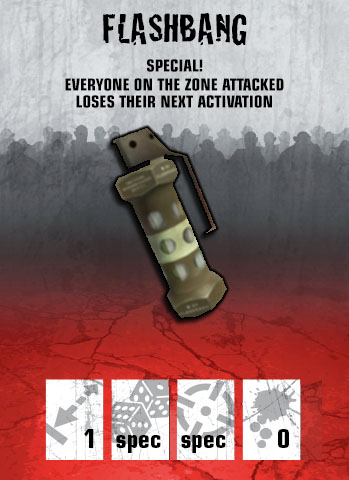 FLASHBANG
SPECIAL!
EVERYONE ON THE ZONE ATTACKED
LOSES THEIR NEXT ACTIVATION
1 spec spec 0